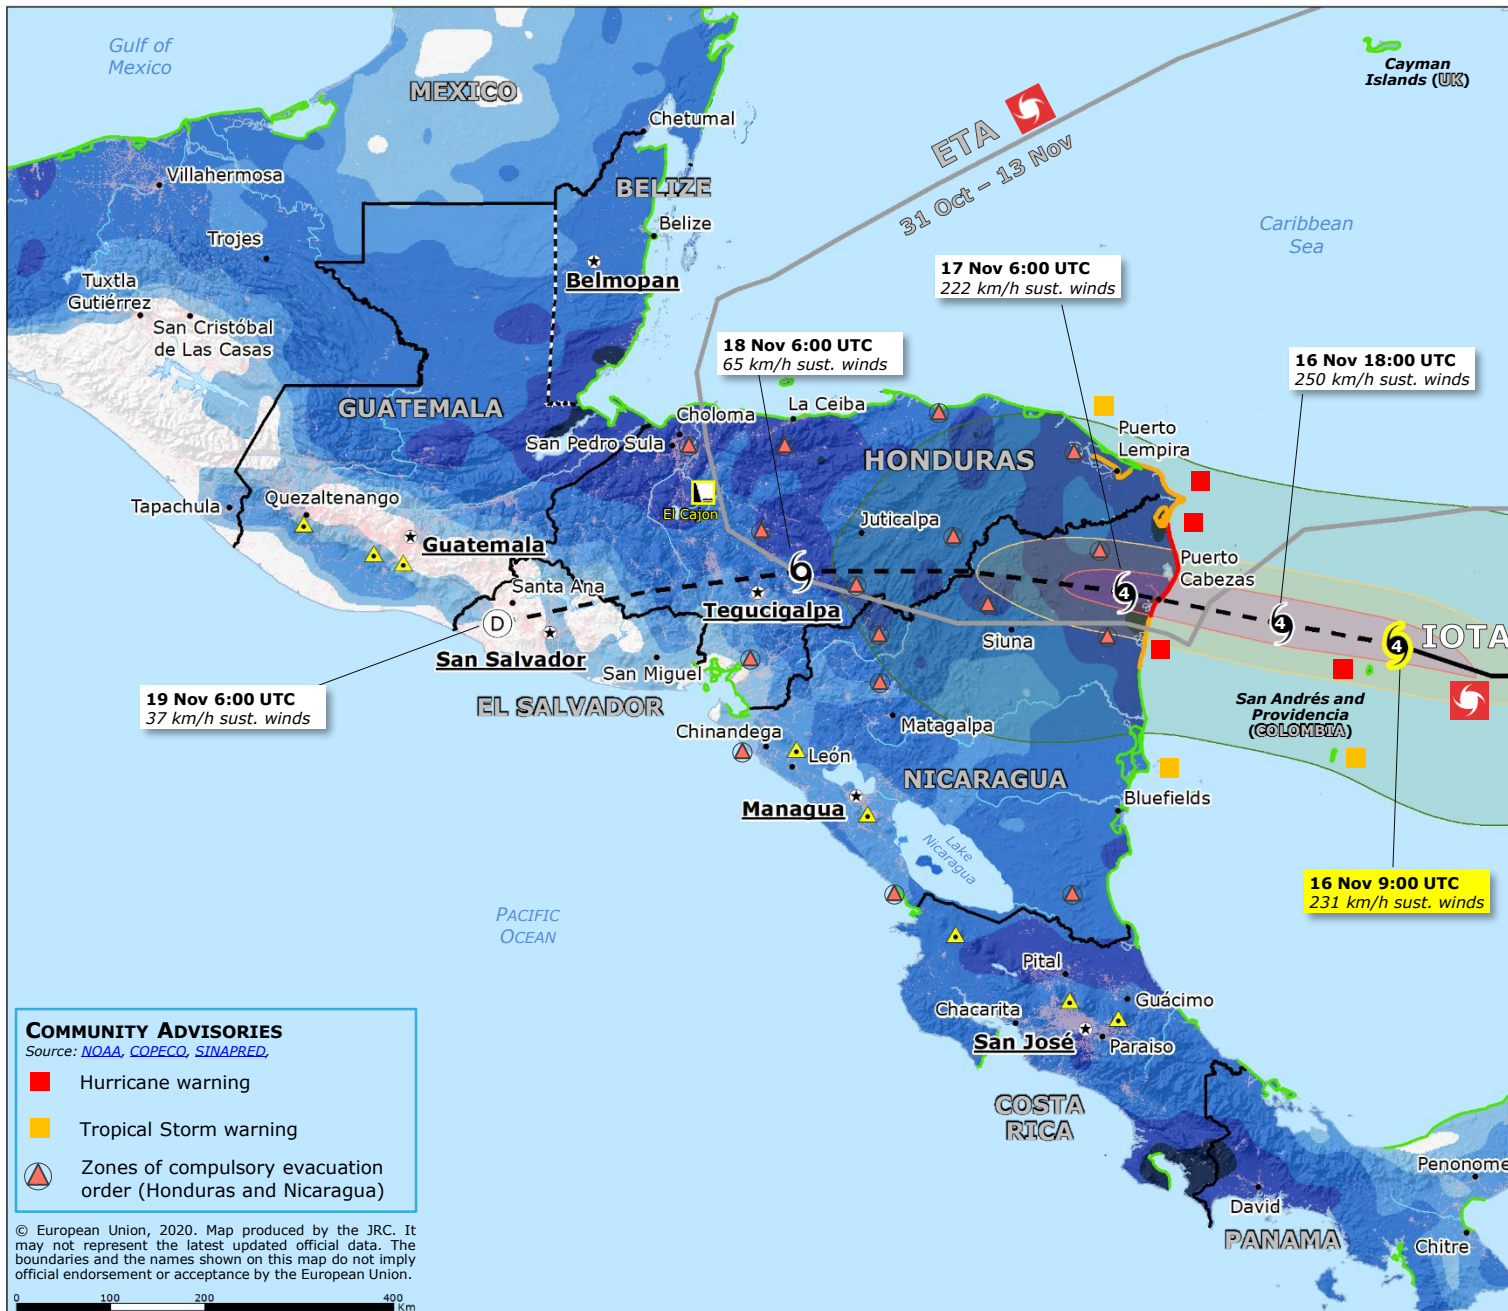 Gulf of
Mexico
MEXICO
Cayman
Islands (UK)
ETA
31 Oct – 13 Nov
Chetumal
Villahermosa
BELIZE
Belize
Caribbean
Sea
Trojes
Belmopan
17 Nov 6:00 UTC
222 km/h sust. winds
Tuxtla
Gutiérrez
San Cristóbal
de Las Casas
18 Nov 6:00 UTC
65 km/h sust. winds
16 Nov 18:00 UTC
250 km/h sust. winds
GUATEMALA
Choloma
La Ceiba
San Pedro Sula
HONDURAS
Puerto
Lempira
Tapachula
Quezaltenango
El Cajon
Juticalpa
Guatemala
Santa Ana
Puerto
Cabezas
Tegucigalpa
4
4
4
IOTA
D
Siuna
San Salvador
San Miguel
19 Nov 6:00 UTC
37 km/h sust. winds
EL SALVADOR
San Andrés and
Providencia
(COLOMBIA)
Chinandega
Matagalpa
León
NICARAGUA
Managua
Bluefields
Lake
Nicaragua
16 Nov 9:00 UTC
231 km/h sust. winds
PACIFIC
OCEAN
Pital
Chacarita
Guácimo
San José
Paraiso
COSTA
RICA
Penonome
David
PANAMA
Chitre
COMMUNITY ADVISORIES
Source: NOAA, COPECO, SINAPRED,
Hurricane warning
Tropical Storm warning
Zones of compulsory evacuation
order (Honduras and Nicaragua)
© European Union, 2020. Map produced by the JRC. It
may not represent the latest updated official data. The
boundaries and the names shown on this map do not imply
official endorsement or acceptance by the European Union.
0 100 200 400
Km